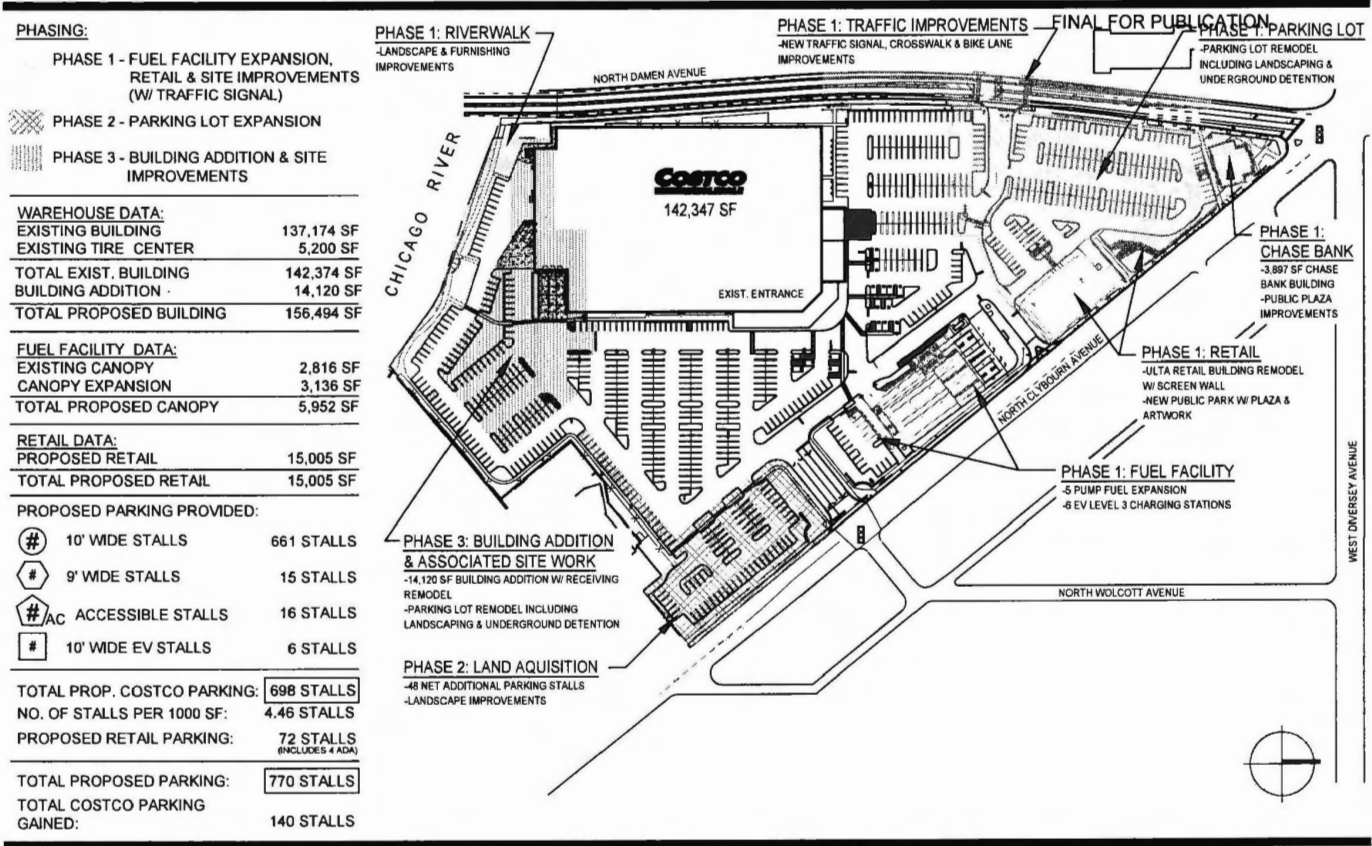 PHASING:
PHASE 1 - FUEL FACILITY EXPANSION,
RETAIL & SITE IMPROVEMENTS
(W/ TRAFFIC SIGNAL)
PHASE 2 - PARKING LOT EXPANSION
PHASE 3 - BUILDING ADDITION & SITE
IMPROVEMENTS
WAREHOUSE DATA:
EXISTING BUILDING 137,174 SF
EXISTING TIRE CENTER 5,200 SF
TOTAL EXIST. BUILDING 142,374 SF
BUILDING ADDITION 14,120 SF
TOTAL PROPOSED BUILDING 156,494 SF
FUEL FACILITY DATA:
EXISTING CANOPY 2,816 SF
CANOPY EXPANSION 3,136 SF
TOTAL PROPOSED CANOPY 5,952 SF
RETAIL DATA:
PROPOSED RETAIL 15,005 SF
TOTAL PROPOSED RETAIL 15,005 SF
PROPOSED PARKING PROVIDED:
# 10' WIDE STALLS 661 STALLS
# 9' WIDE STALLS 15 STALLS
# AC ACCESSIBLE STALLS 16 STALLS
# 10' WIDE EV STALLS 6 STALLS
TOTAL PROP. COSTCO PARKING: 698 STALLS
NO. OF STALLS PER 1000 SF: 4.46 STALLS
PROPOSED RETAIL PARKING: 72 STALLS
(INCLUDES 4 ADA)
TOTAL PROPOSED PARKING: 770 STALLS
TOTAL COSTCO PARKING
GAINED: 140 STALLS
PHASE 1: RIVERWALK
-LANDSCAPE & FURNISHING
IMPROVEMENTS
PHASE 1: TRAFFIC IMPROVEMENTS
-NEW TRAFFIC SIGNAL, CROSSWALK & BIKE LANE
IMPROVEMENTS
FINAL FOR PUBLICATION
PHASE 1: PARKING LOT
-PARKING LOT REMODEL
INCLUDING LANDSCAPING &
UNDERGROUND DETENTION
NORTH DAMEN AVENUE
CHICAGO RIVER
COSTCO
WHOLESALE
142,347 SF
EXIST. ENTRANCE
PHASE 1:
CHASE BANK
-3,897 SF CHASE
BANK BUILDING
-PUBLIC PLAZA
IMPROVEMENTS
PHASE 1: RETAIL
-ULTA RETAIL BUILDING REMODEL
W/ SCREEN WALL
-NEW PUBLIC PARK W/ PLAZA &
ARTWORK
NORTH CLYBOURN AVENUE
PHASE 1: FUEL FACILITY
-5 PUMP FUEL EXPANSION
-6 EV LEVEL 3 CHARGING STATIONS
WEST DIVERSEY AVENUE
NORTH WOLCOTT AVENUE
PHASE 3: BUILDING ADDITION
& ASSOCIATED SITE WORK
-14,120 SF BUILDING ADDITION W/ RECEIVING
REMODEL
-PARKING LOT REMODEL INCLUDING
LANDSCAPING & UNDERGROUND DETENTION
PHASE 2: LAND AQUISITION
-48 NET ADDITIONAL PARKING STALLS
-LANDSCAPE IMPROVEMENTS